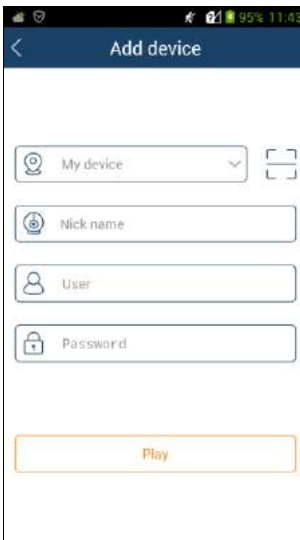 95% 11:43
Add device
My device
Nick name
User
Password
Play